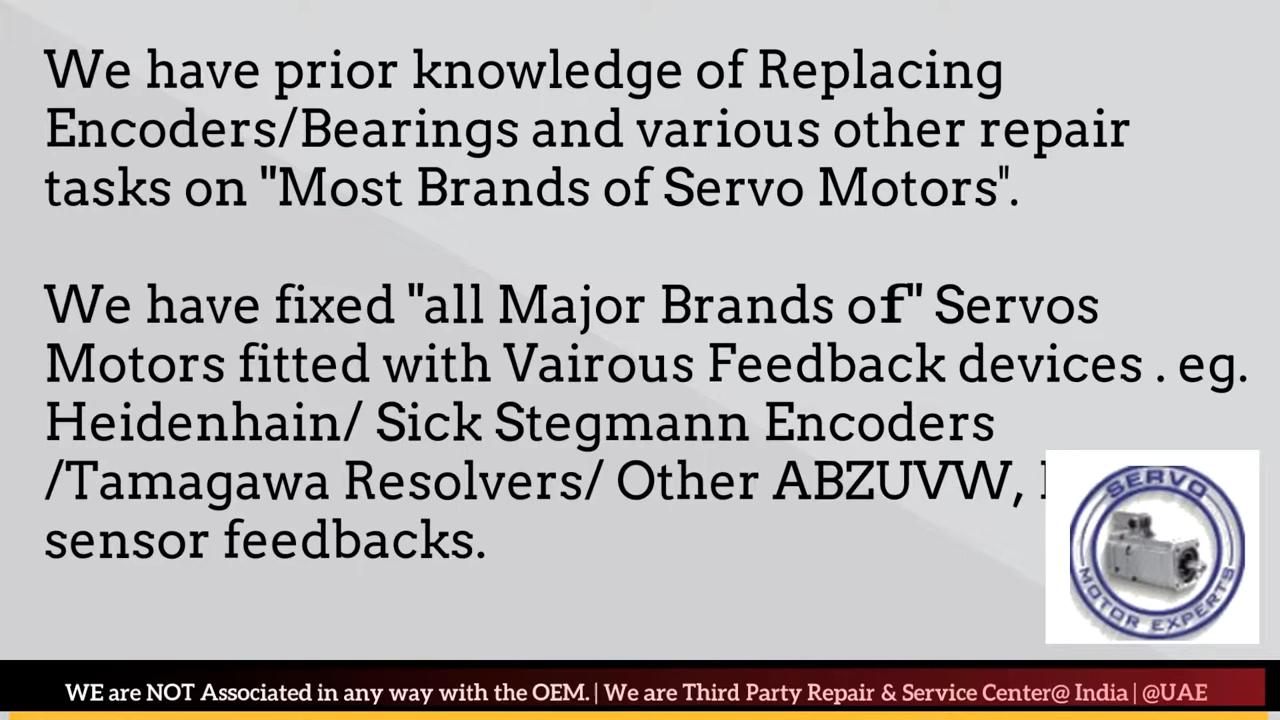 We have prior knowledge of Replacing
Encoders/Bearings and various other repair
tasks on "Most Brands of Servo Motors".
We have fixed "all Major Brands of" Servos
Motors fitted with Vairous Feedback devices . eg.
Heidenhain/ Sick Stegmann Encoders
/Tamagawa Resolvers/ Other ABZUVW,
sensor feedbacks.
SERVO
MOTOR EXPERTS
WE are NOT Associated in any way with the OEM. | We are Third Party Repair & Service Center@ India | @UAE